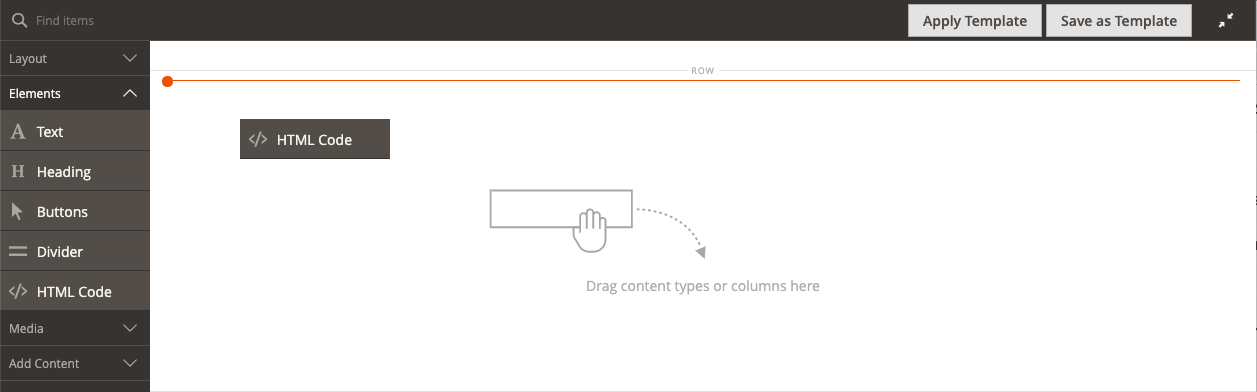 Find items
Apply Template
Save as Template
Layout
Elements
Text
Heading
Buttons
Divider
HTML Code
Media
Add Content
ROW
HTML Code
Drag content types or columns here